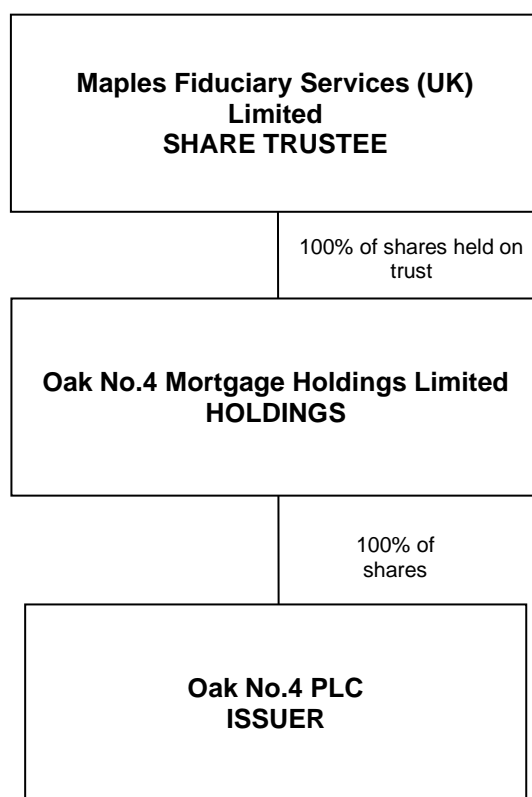 Maples Fiduciary Services (UK)
Limited
SHARE TRUSTEE
100% of shares held on
trust
Oak No.4 Mortgage Holdings Limited
HOLDINGS
100% of
shares
Oak No.4 PLC
ISSUER